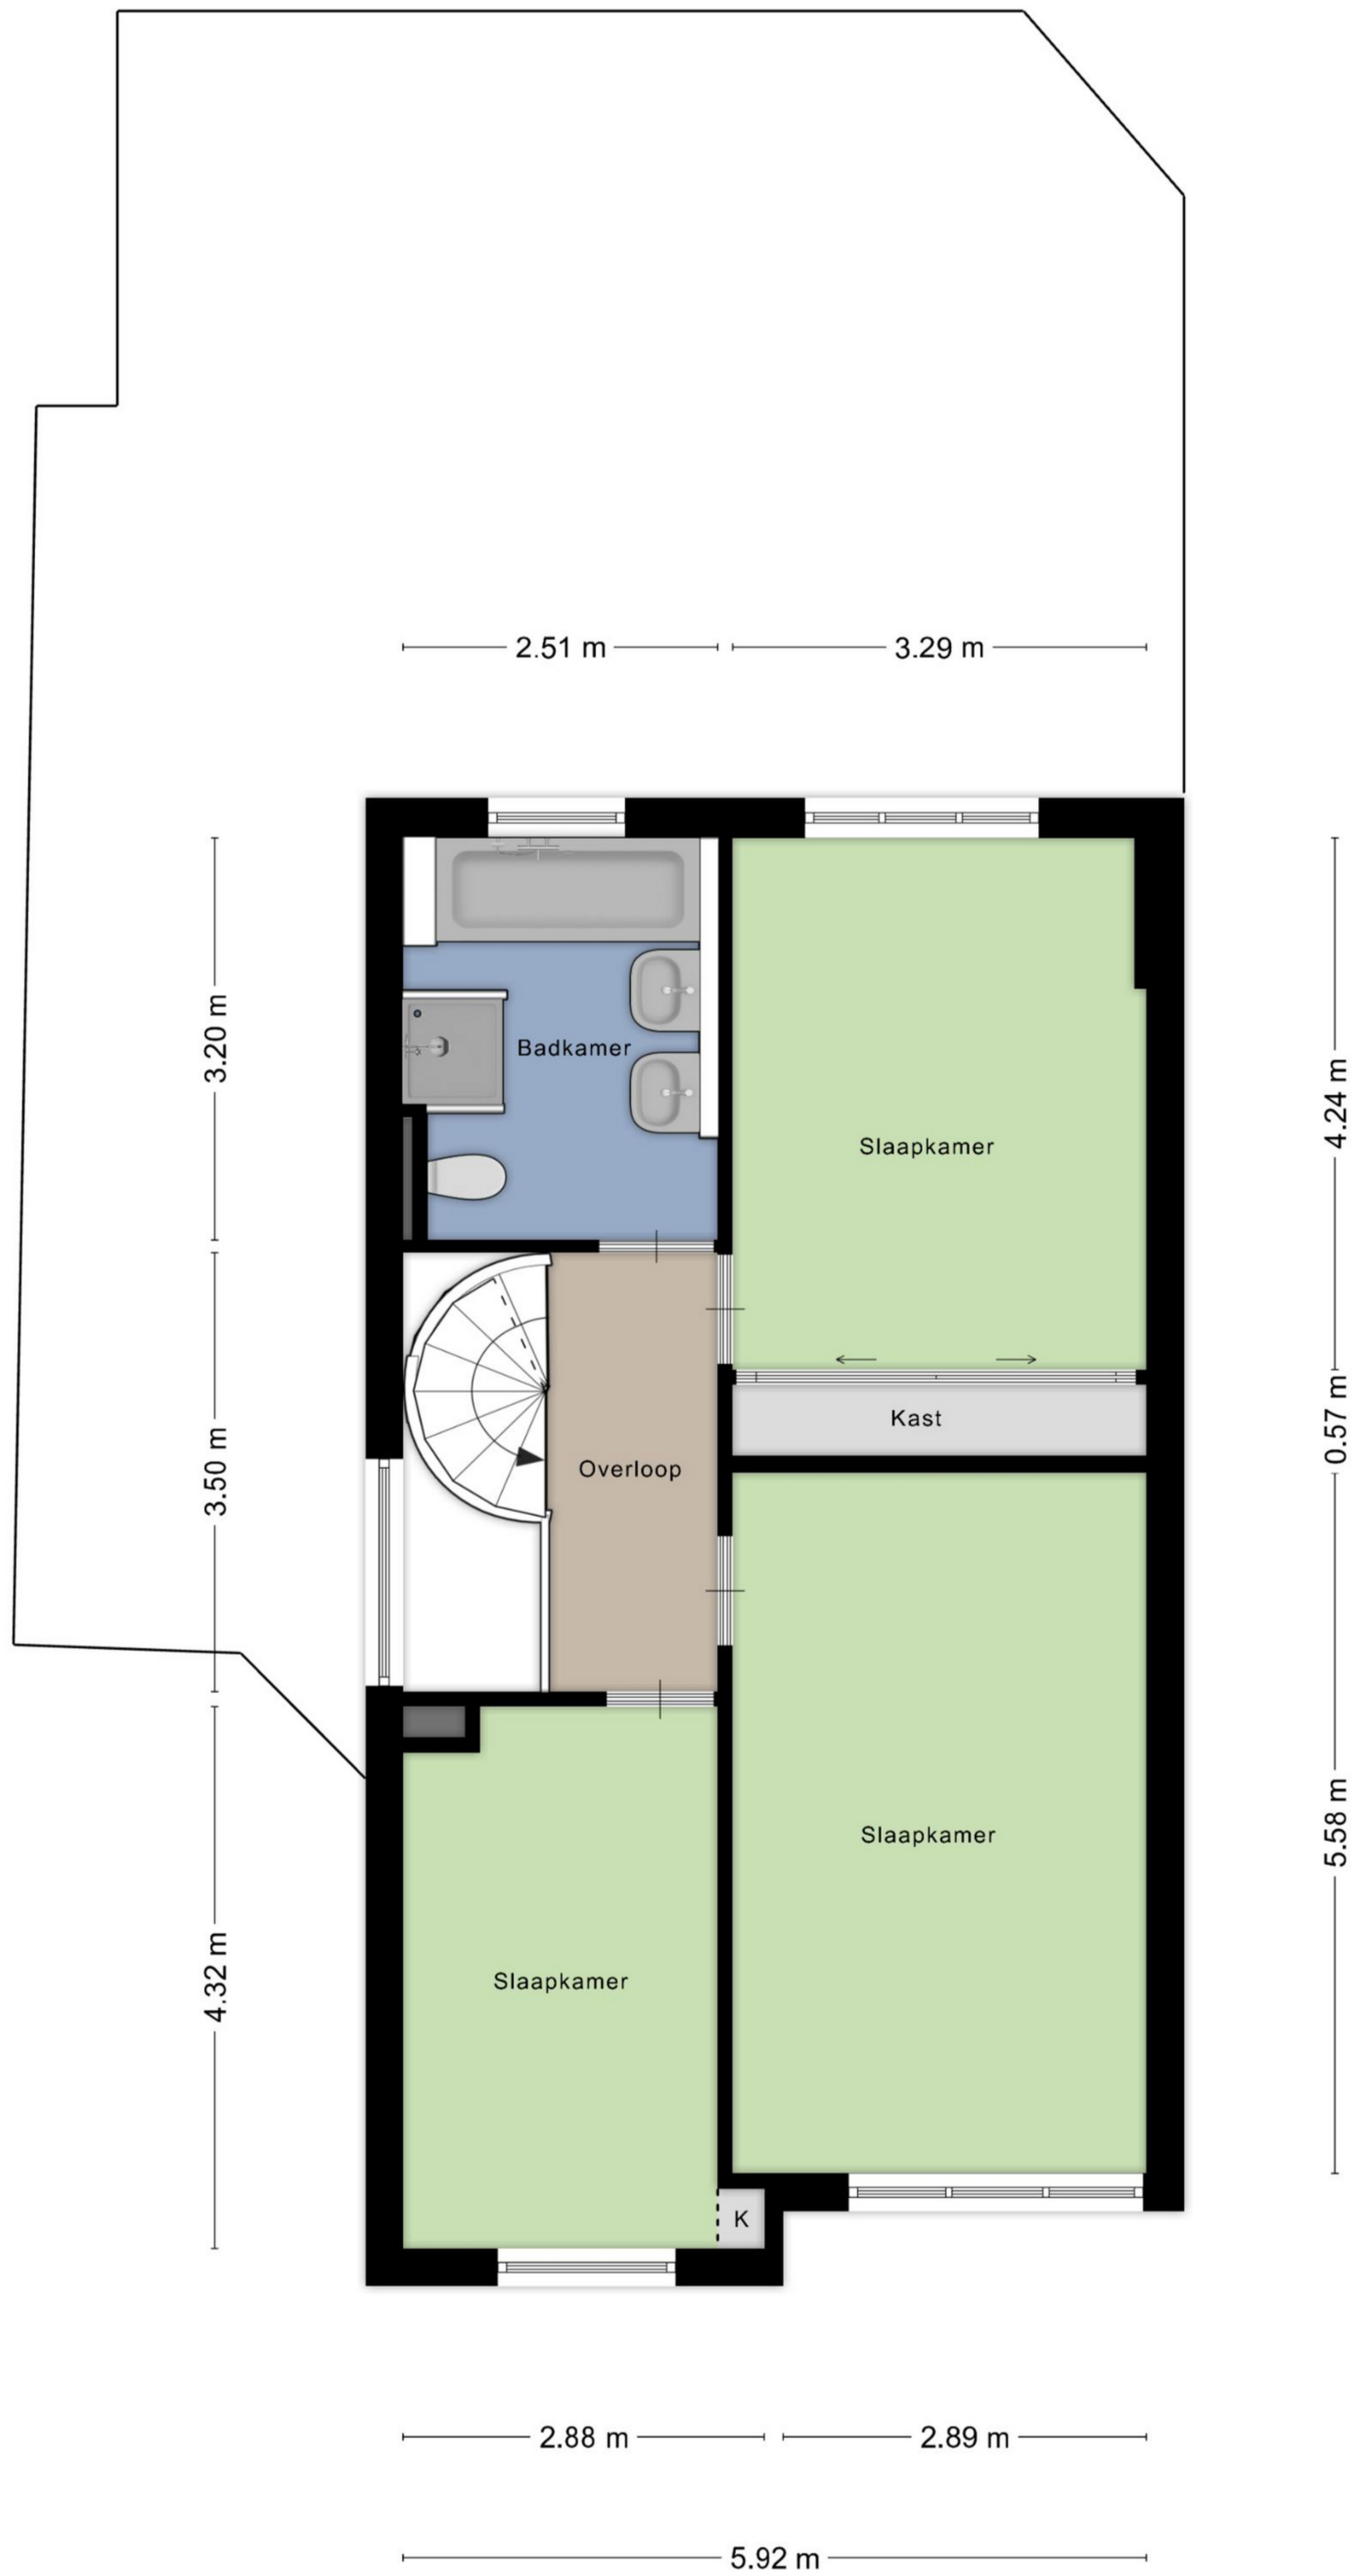 2.51 m
3.29 m
3.20 m
Badkamer
4.24 m
Slaapkamer
Kast
0.57 m
3.50 m
Overloop
Slaapkamer
5.58 m
4.32 m
Slaapkamer
K
2.88 m
2.89 m
5.92 m